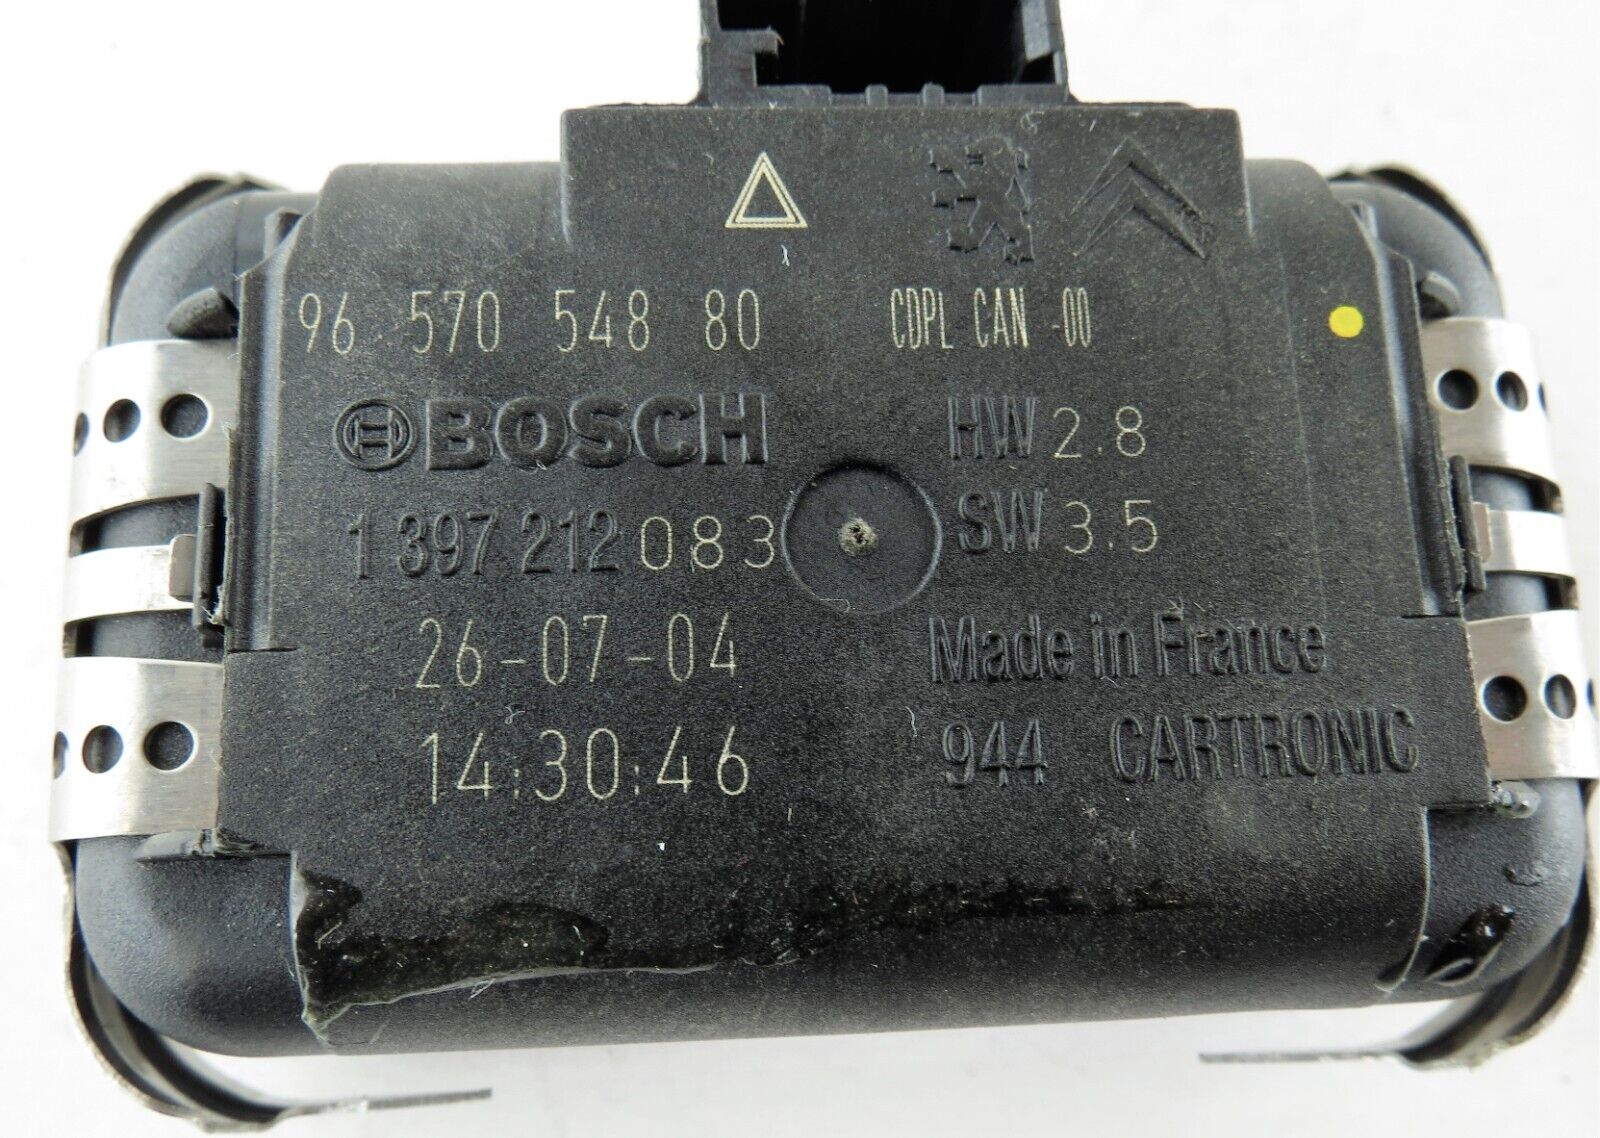 96 570 548 80 CDPL CAN -00
BOSCH HW 2.8
1 397 212 083 SW 3.5
26-07-04 Made in France
14:30:46 944 CARTRONIC